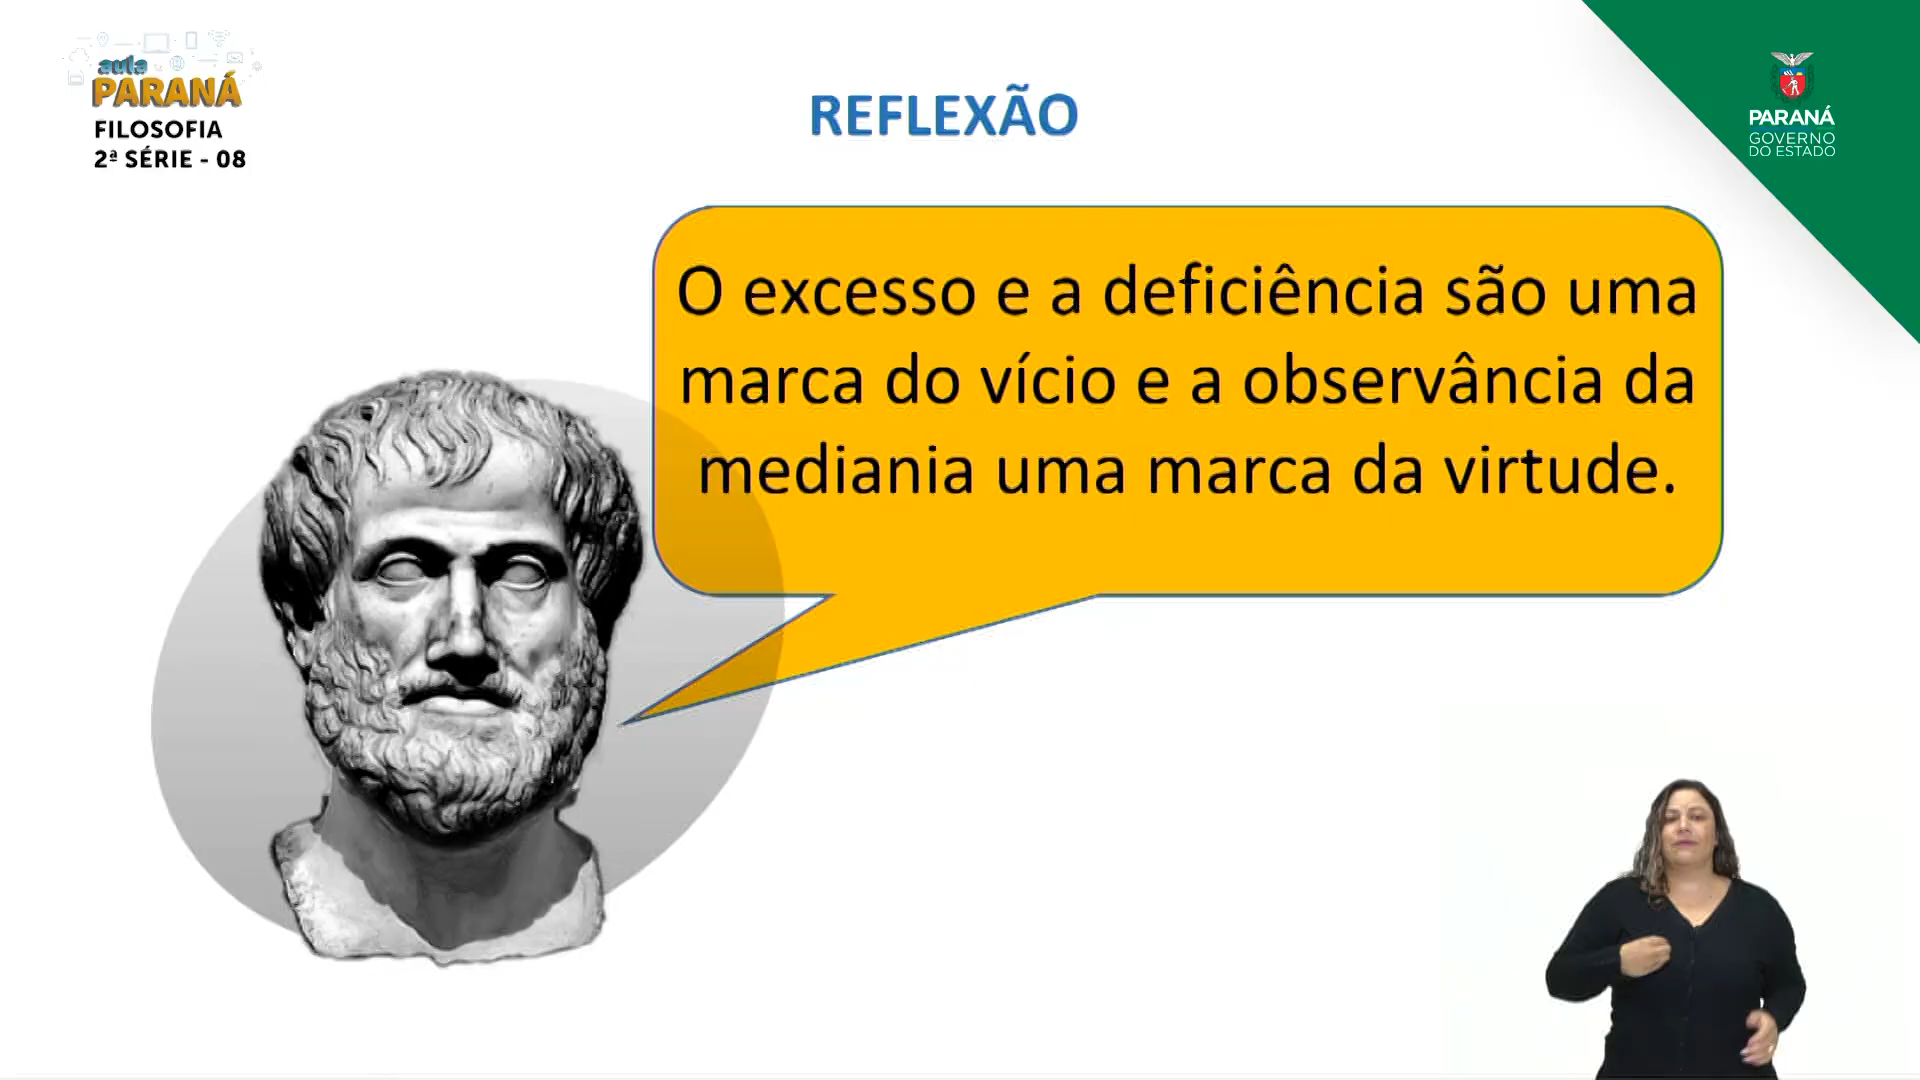 aula
PARANÁ
FILOSOFIA
2ª SÉRIE - 08
REFLEXÃO
PARANÁ
GOVERNO
DO ESTADO
O excesso e a deficiência são uma
marca do vício e a observância da
mediania uma marca da virtude.